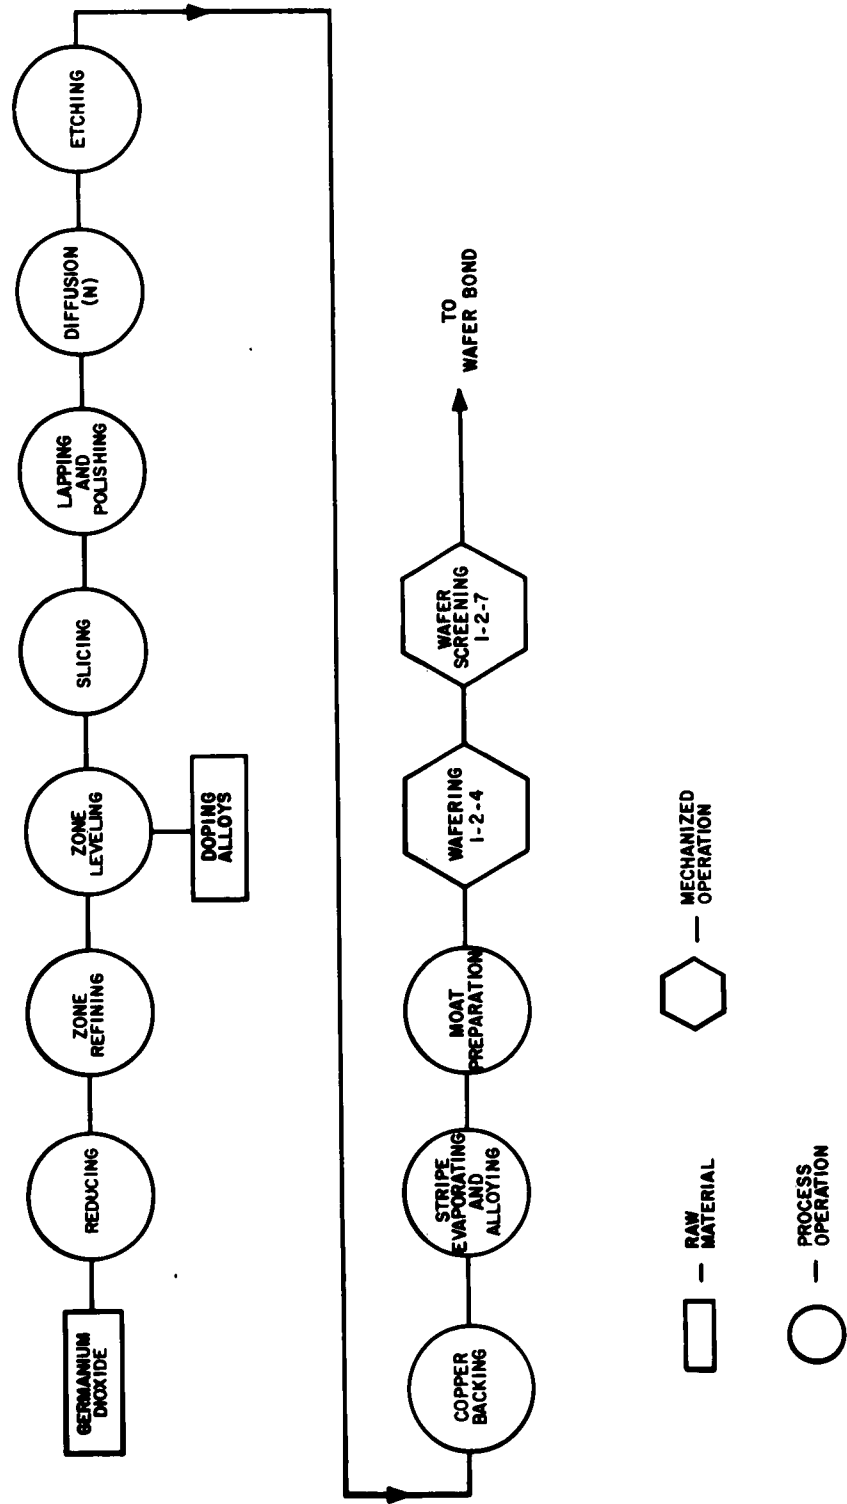 GERMANIUM
DIOXIDE
REDUCING
ZONE
REFINING
ZONE
LEVELING
DOPING
ALLOYS
SLICING
LAPPING
AND
POLISHING
DIFFUSION
(N)
ETCHING
COPPER
BACKING
STRIPE
EVAPORATING
AND
ALLOYING
MOAT
PREPARATION
WAFERING
1-2-4
WAFER
SCREENING
1-2-7
TO
WAFER BOND
— RAW
MATERIAL
— PROCESS
OPERATION
— MECHANIZED
OPERATION